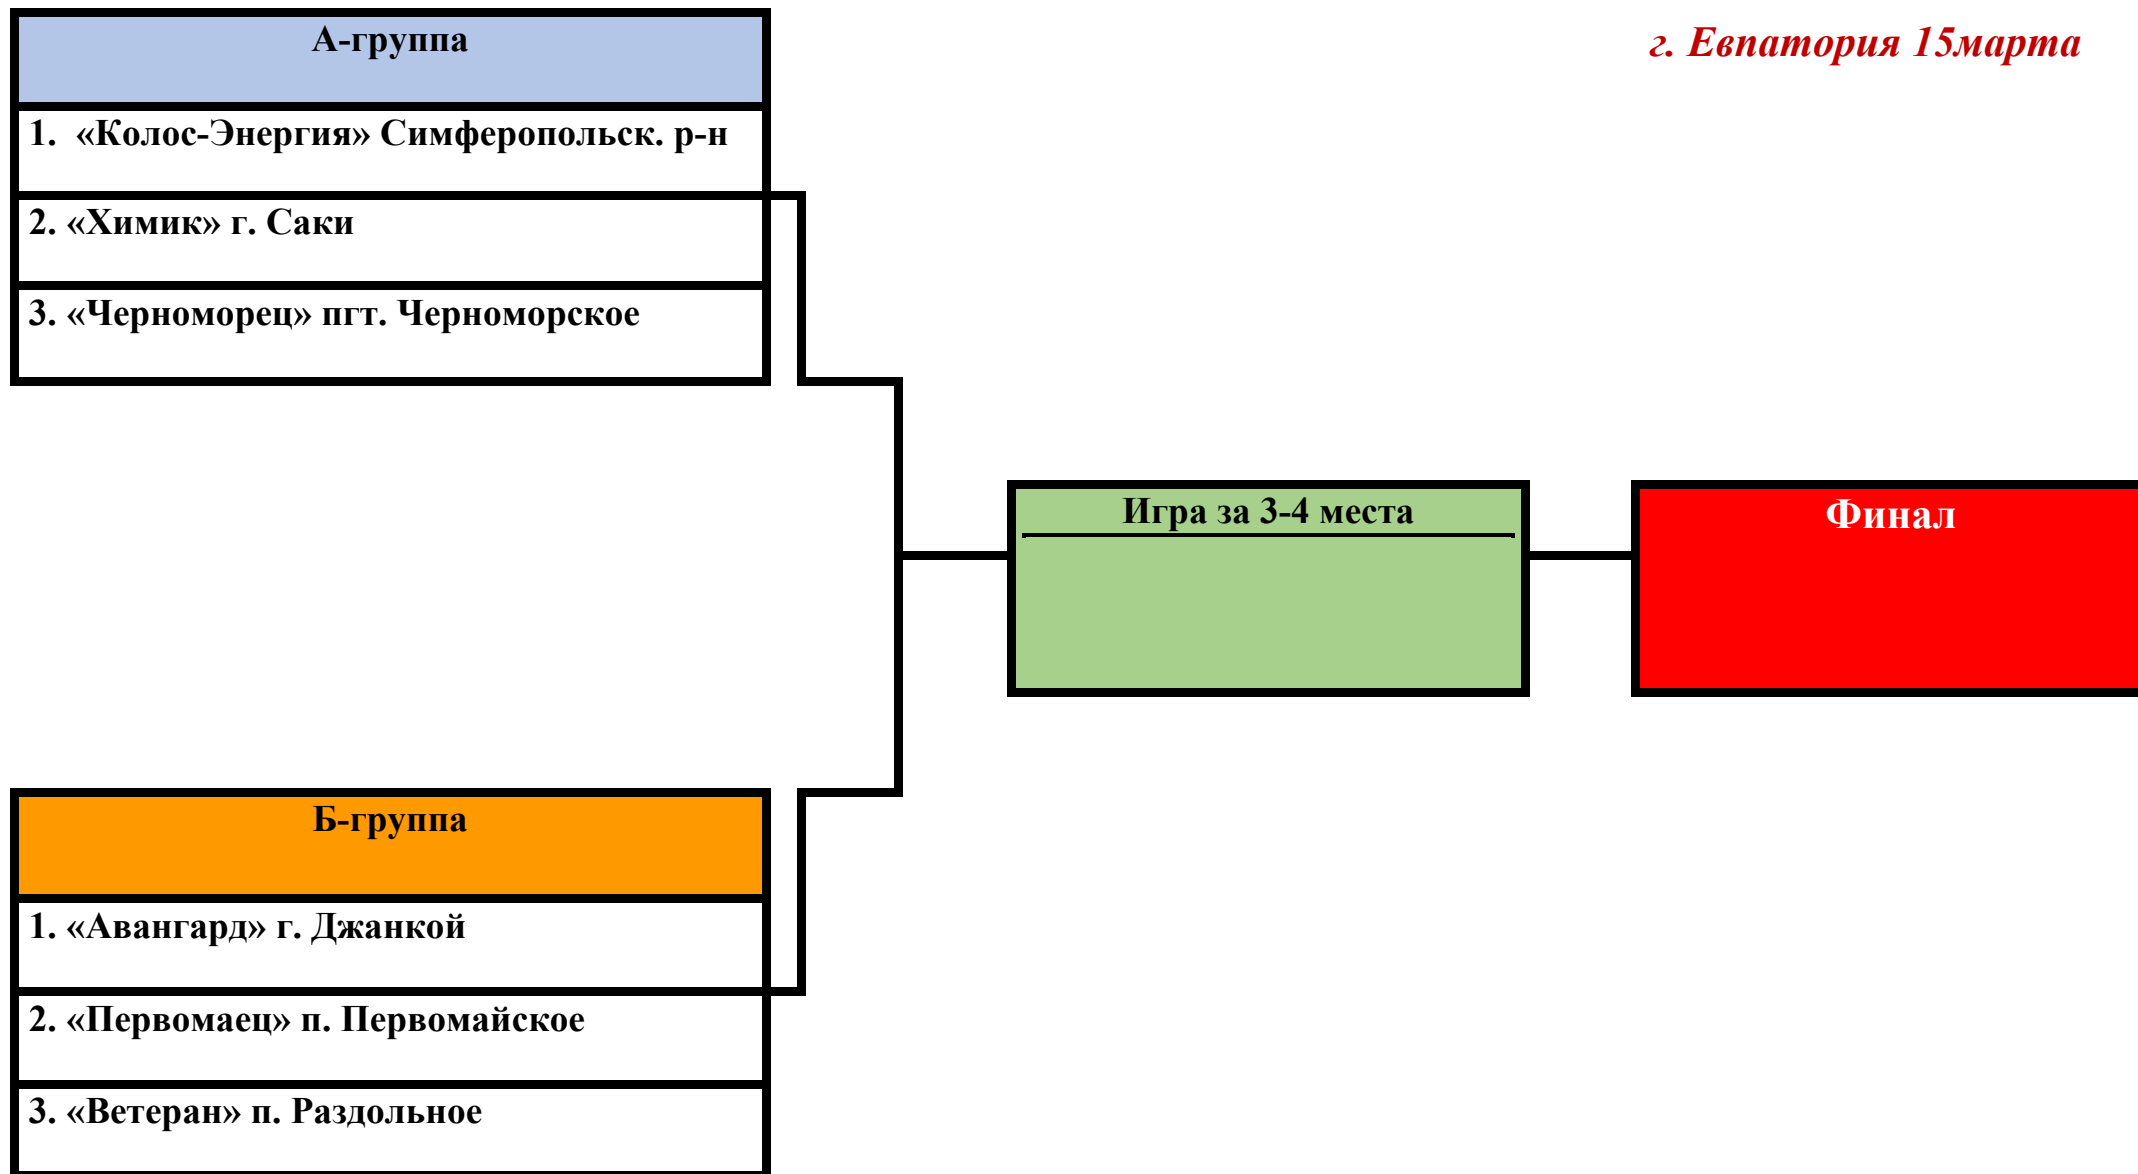 А-группа
г. Евпатория 15марта
1. «Колос-Энергия» Симферопольск. р-н
2. «Химик» г. Саки
3. «Черноморец» пгт. Черноморское
Игра за 3-4 места
Финал
Б-группа
1. «Авангард» г. Джанкой
2. «Первомаец» п. Первомайское
3. «Ветеран» п. Раздольное